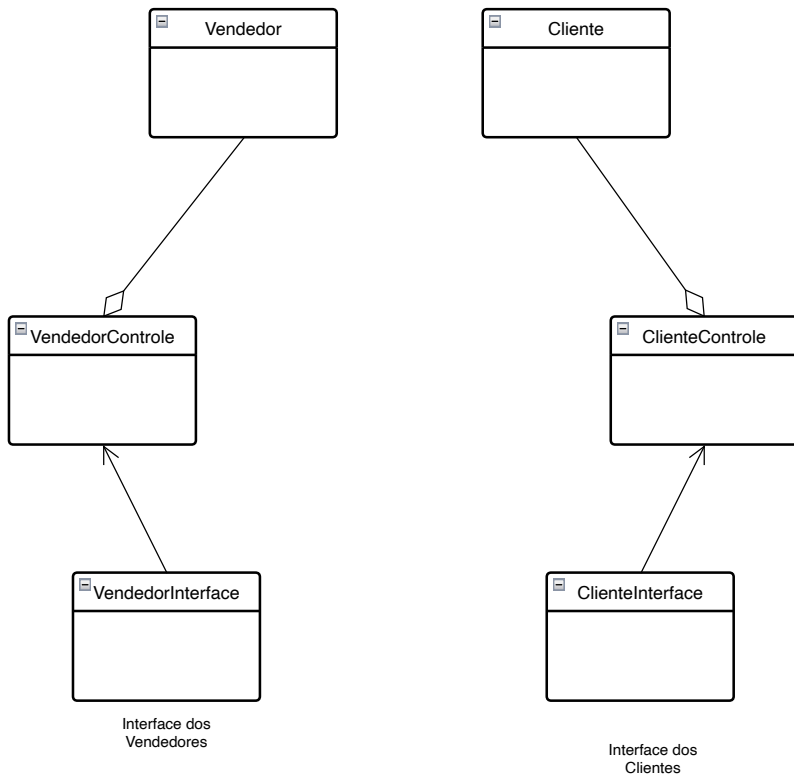 Vendedor
Cliente
VendedorControle
ClienteControle
VendedorInterface
ClienteInterface
Interface dos
Vendedores
Interface dos
Clientes